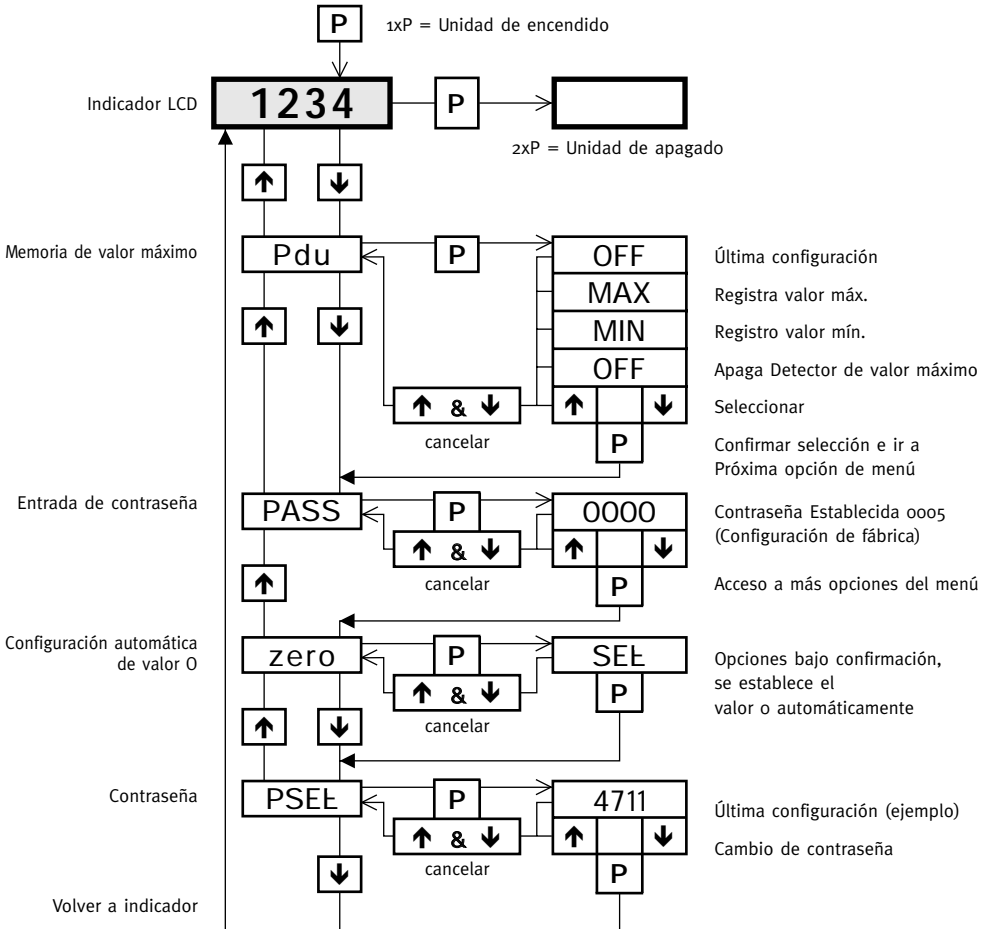 P 1xP = Unidad de encendido
Indicador LCD 1234 P
2xP = Unidad de apagado
↑ ↓
Memoria de valor máximo Pdu P OFF Última configuración
MAX Registra valor máx.
↑ ↓ MIN Registro valor mín.
OFF Apaga Detector de valor máximo
↑ & ↓ ↑ ↓ Seleccionar
cancelar P Confirmar selección e ir a
Próxima opción de menú
Entrada de contraseña PASS P 0000 Contraseña Establecida 0005
↑ & ↓ ↑ ↓ (Configuración de fábrica)
cancelar
↑ P Acceso a más opciones del menú
Configuración automática
de valor O zero P SEt Opciones bajo confirmación,
↑ & ↓ P se establece el
↑ ↓ cancelar valor o automáticamente
Contraseña PSEt P 4711 Última configuración (ejemplo)
↑ & ↓ ↑ ↓ Cambio de contraseña
↓ cancelar P
Volver a indicador